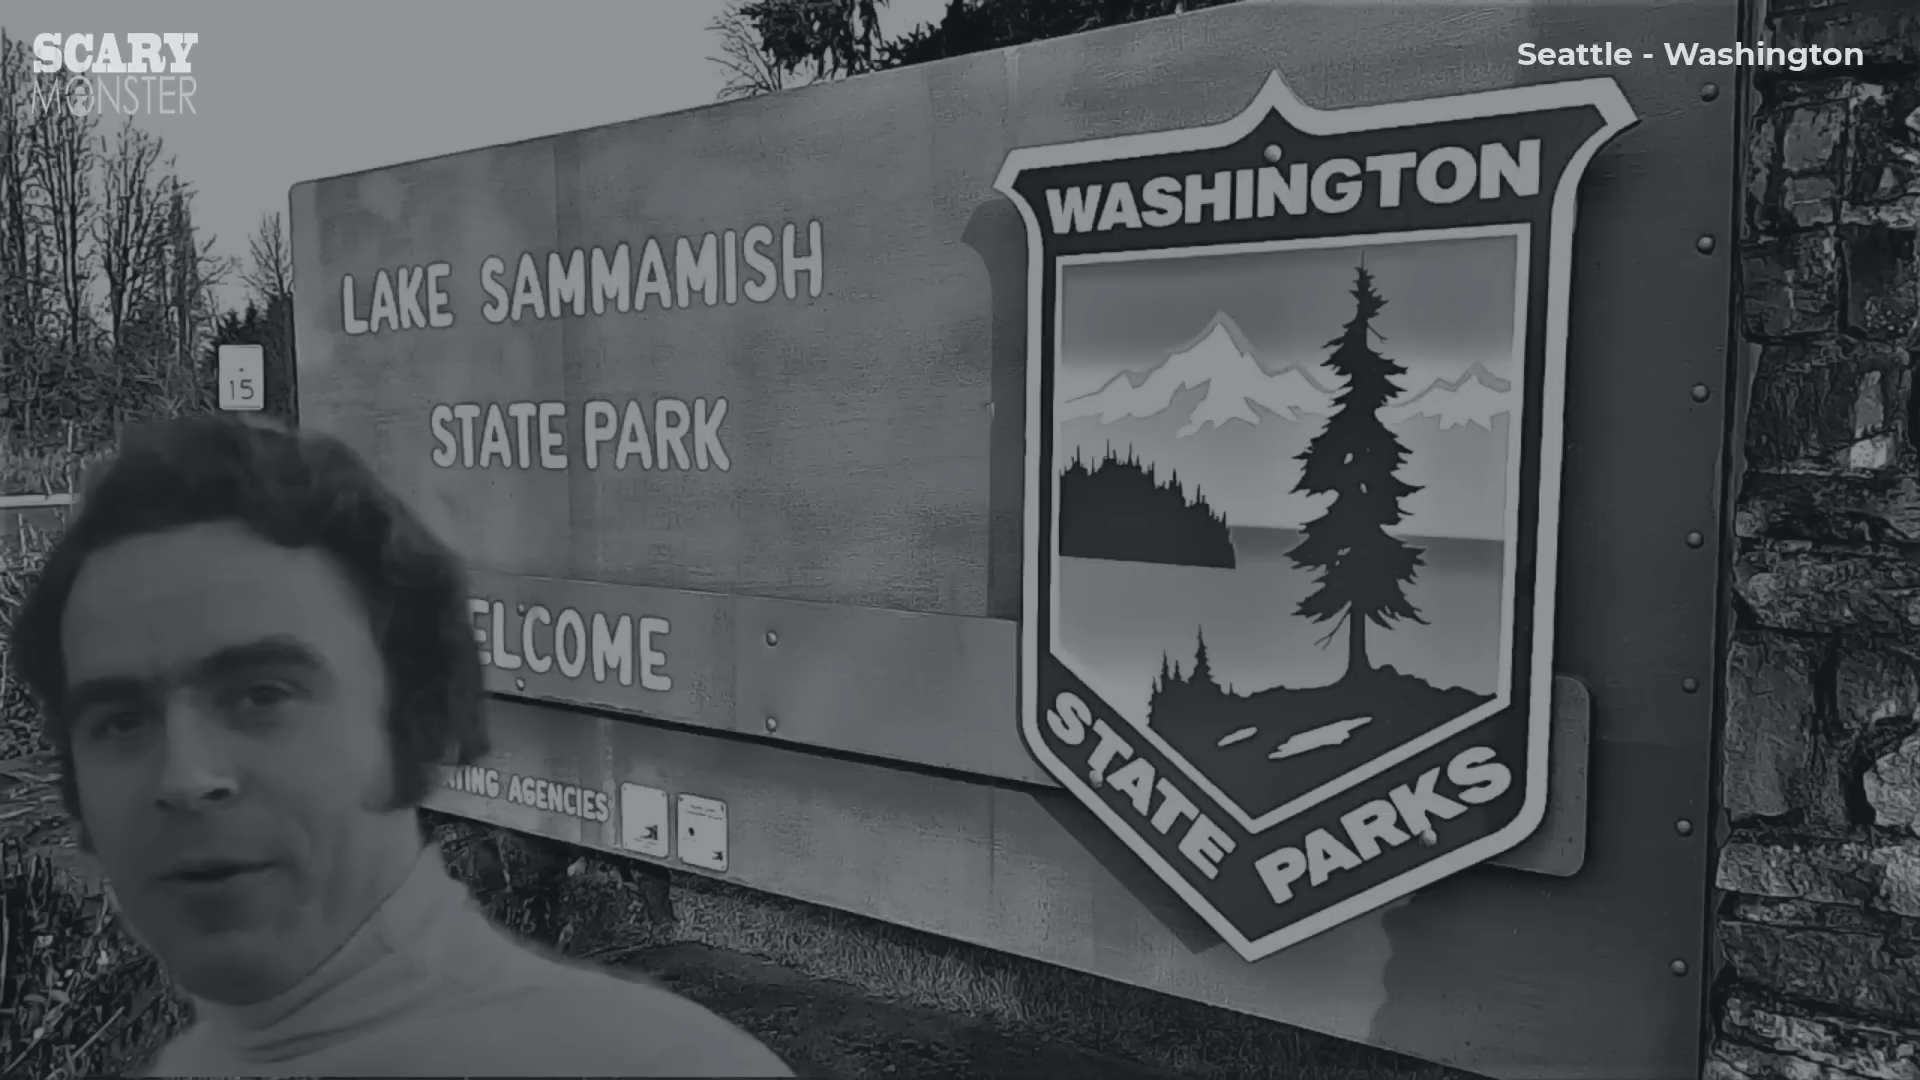 SCARY
MONSTER
Seattle - Washington
LAKE SAMMAMISH
STATE PARK
ELCOME
TING AGENCIES
15
WASHINGTON
STATE PARKS